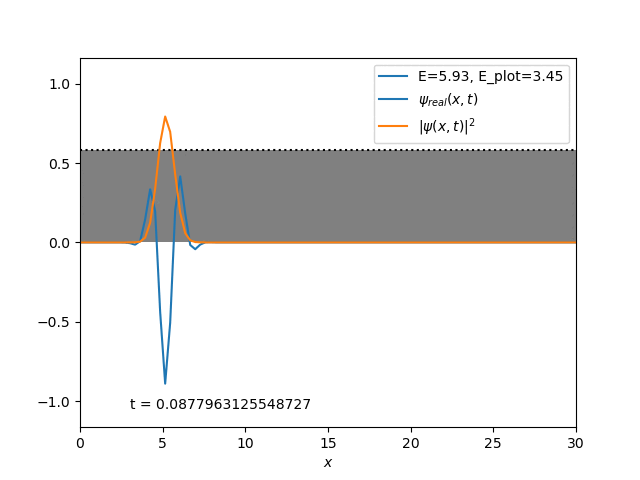 E=5.93, E_plot=3.45
ψ_real(x, t)
|ψ(x, t)|²
1.0
0.5
0.0
−0.5
−1.0
t = 0.0877963125548727
0 5 10 15 20 25 30
x